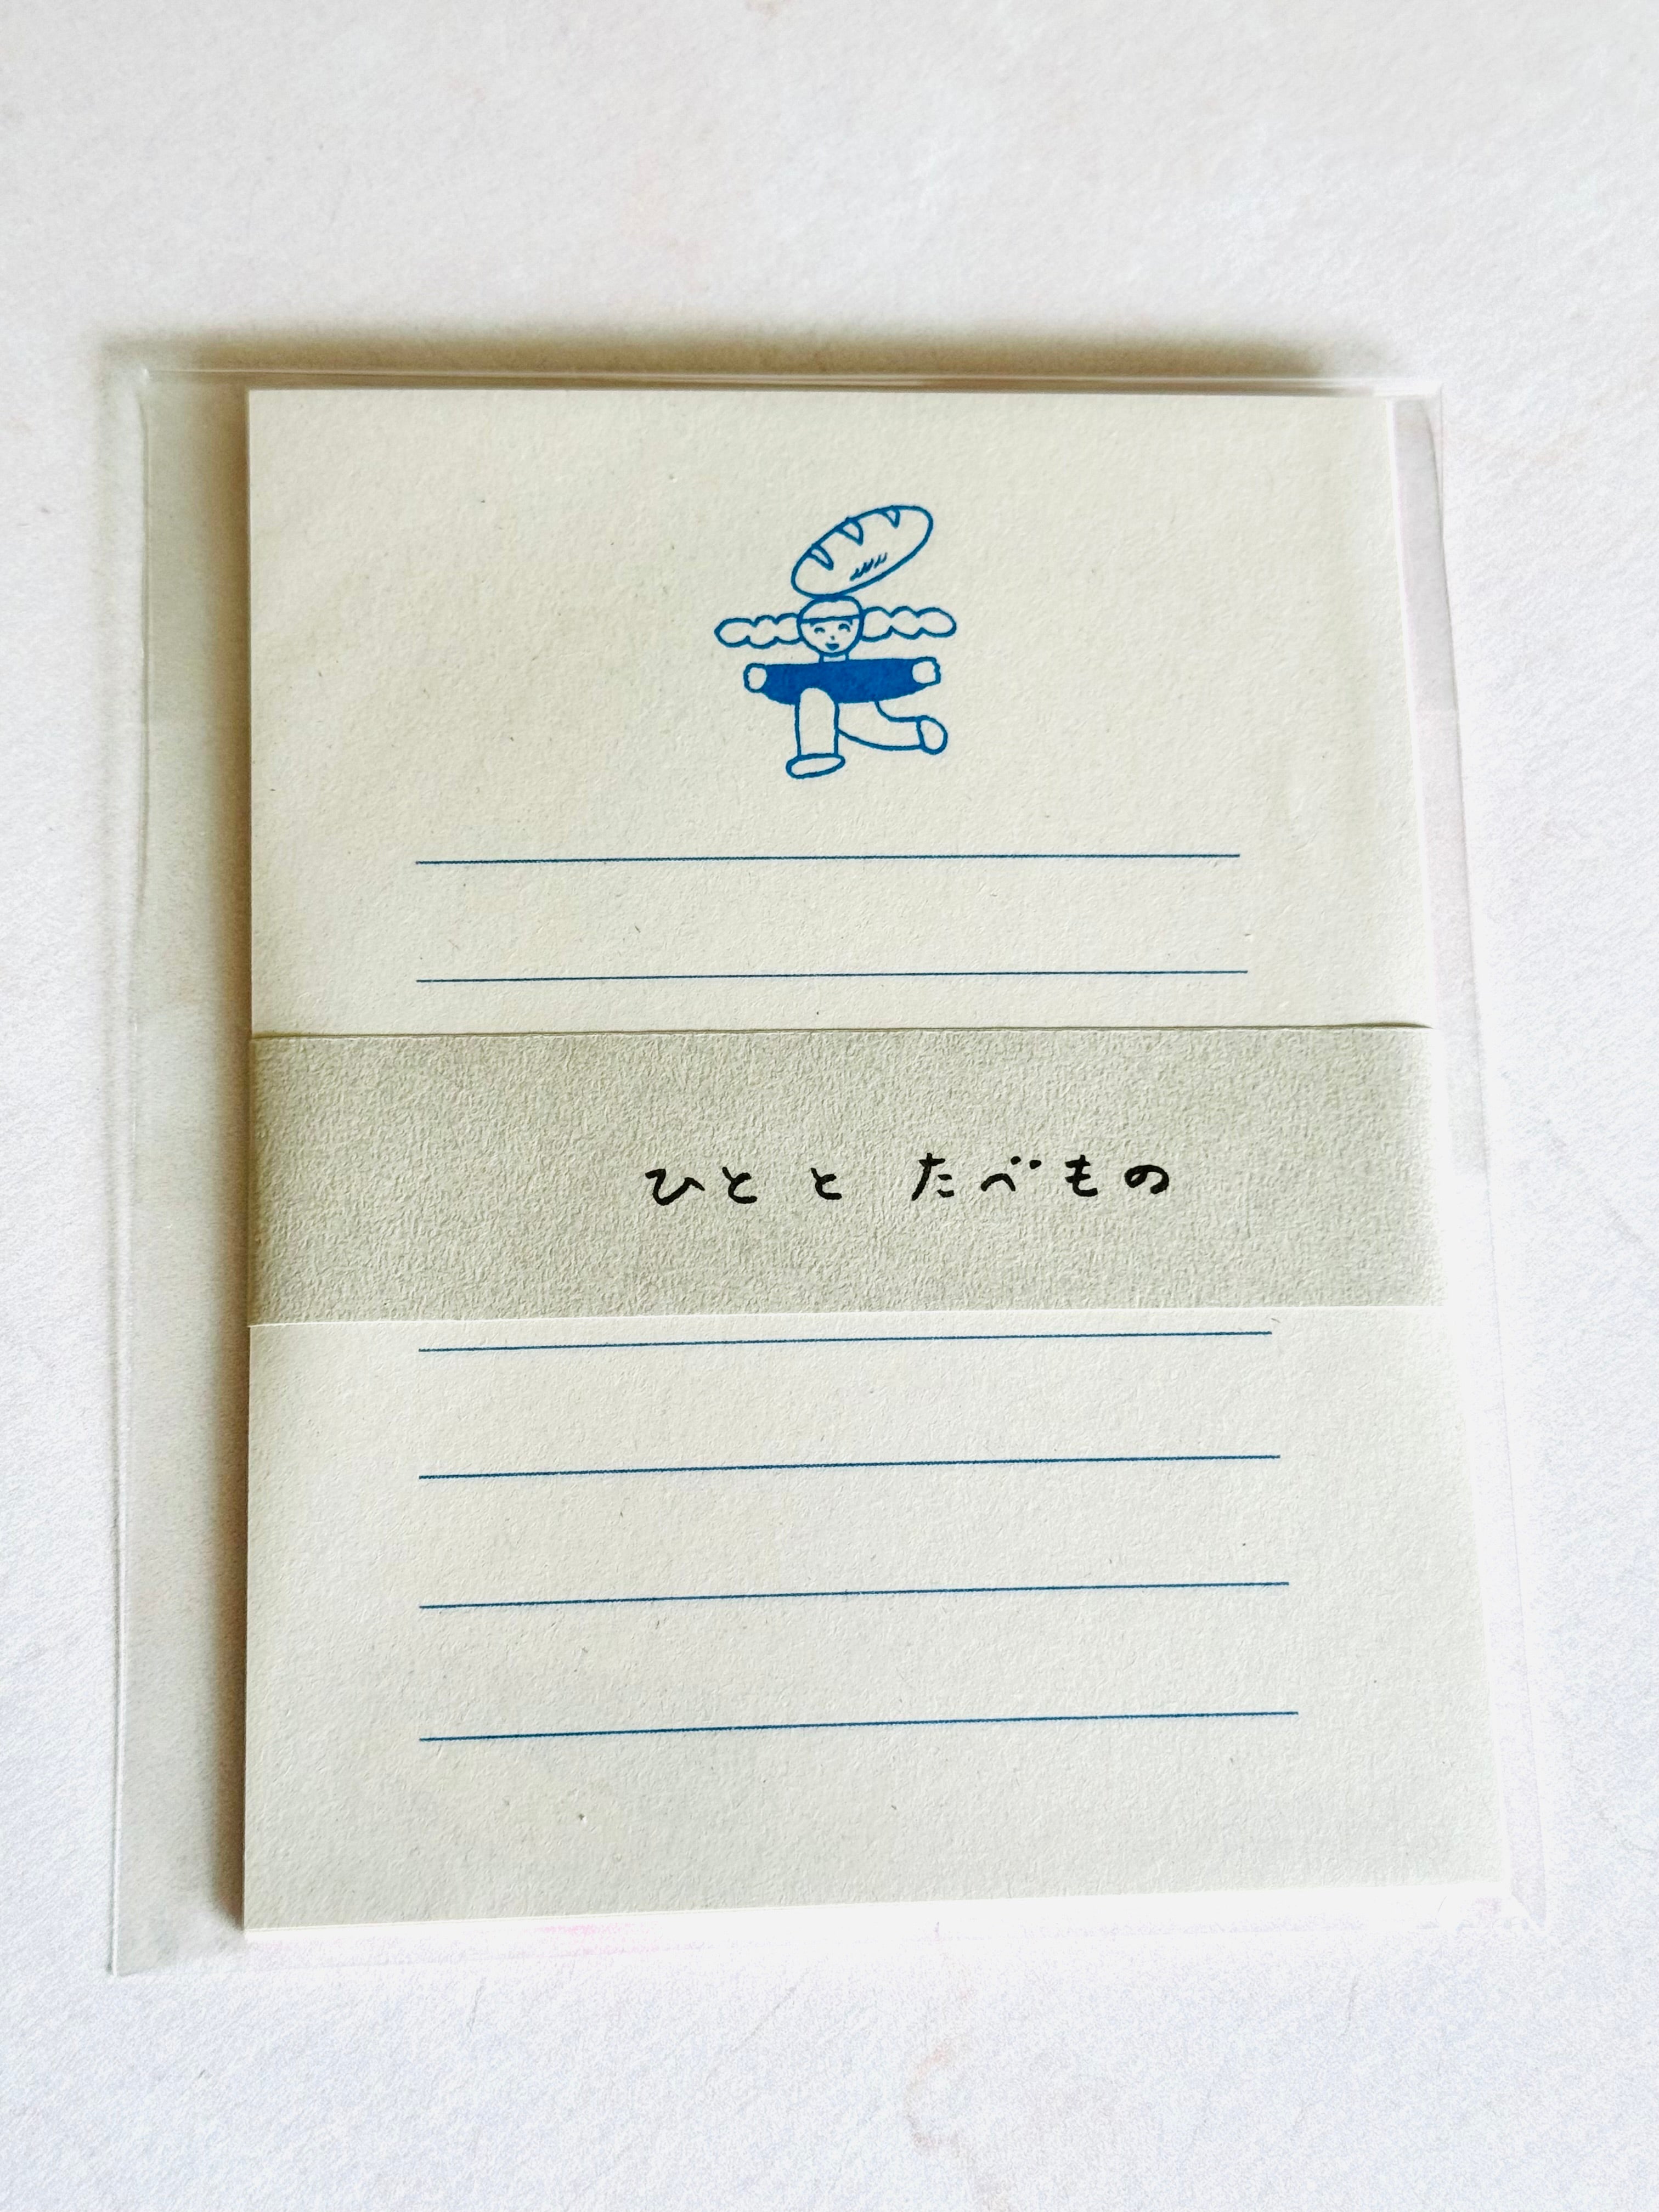 ひと と たべもの